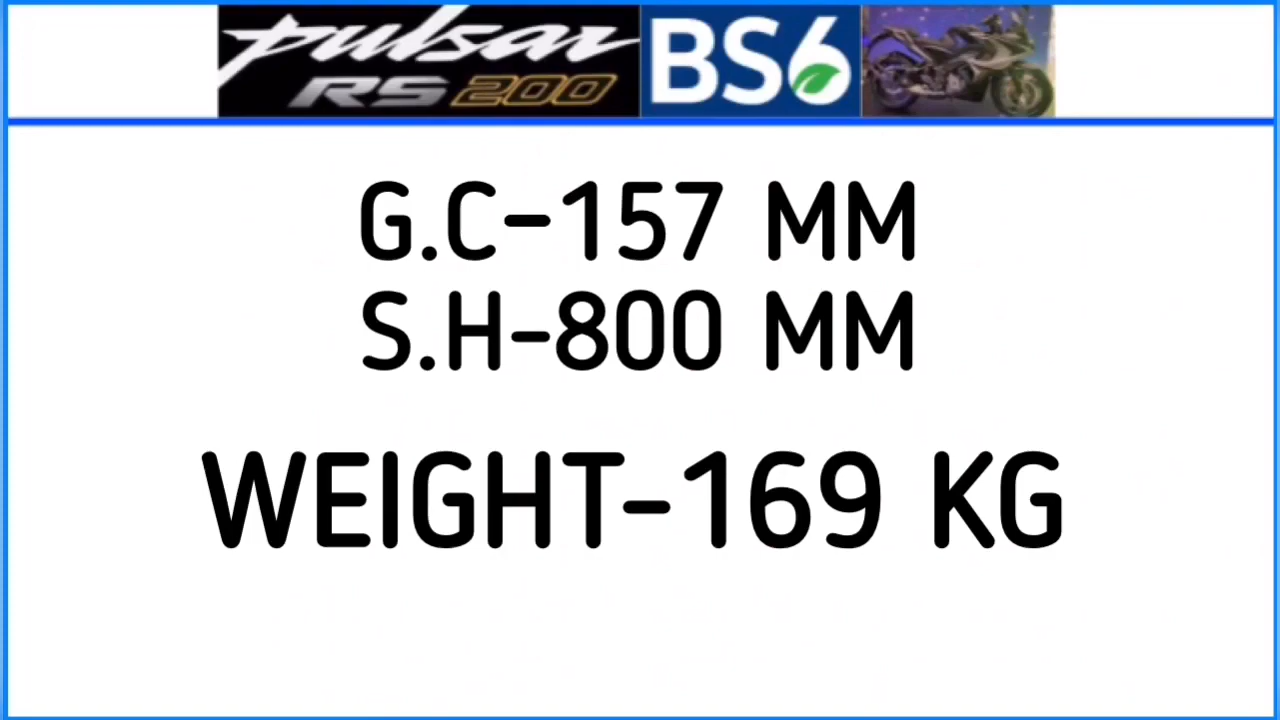 pulsar
RS 200
BS6
G.C-157 MM
S.H-800 MM
WEIGHT-169 KG